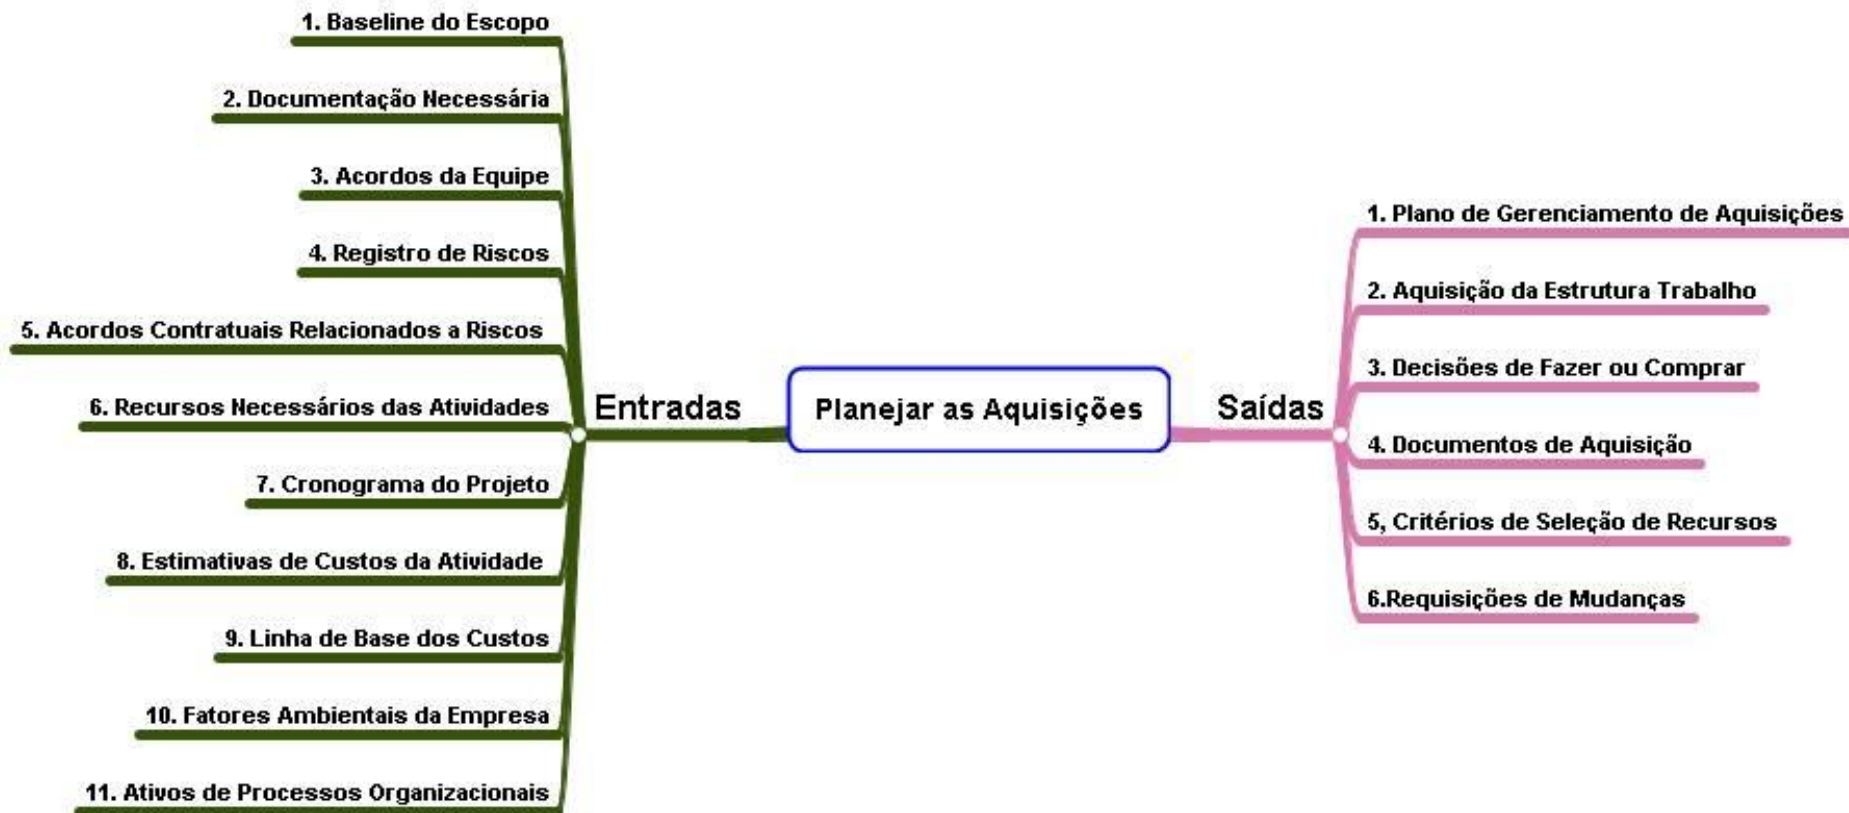 1. Baseline do Escopo
2. Documentação Necessária
3. Acordos da Equipe
4. Registro de Riscos
5. Acordos Contratuais Relacionados a Riscos
6. Recursos Necessários das Atividades
7. Cronograma do Projeto
8. Estimativas de Custos da Atividade
9. Linha de Base dos Custos
10. Fatores Ambientais da Empresa
11. Ativos de Processos Organizacionais
Entradas
Planejar as Aquisições
Saídas
1. Plano de Gerenciamento de Aquisições
2. Aquisição da Estrutura Trabalho
3. Decisões de Fazer ou Comprar
4. Documentos de Aquisição
5, Critérios de Seleção de Recursos
6.Requisições de Mudanças